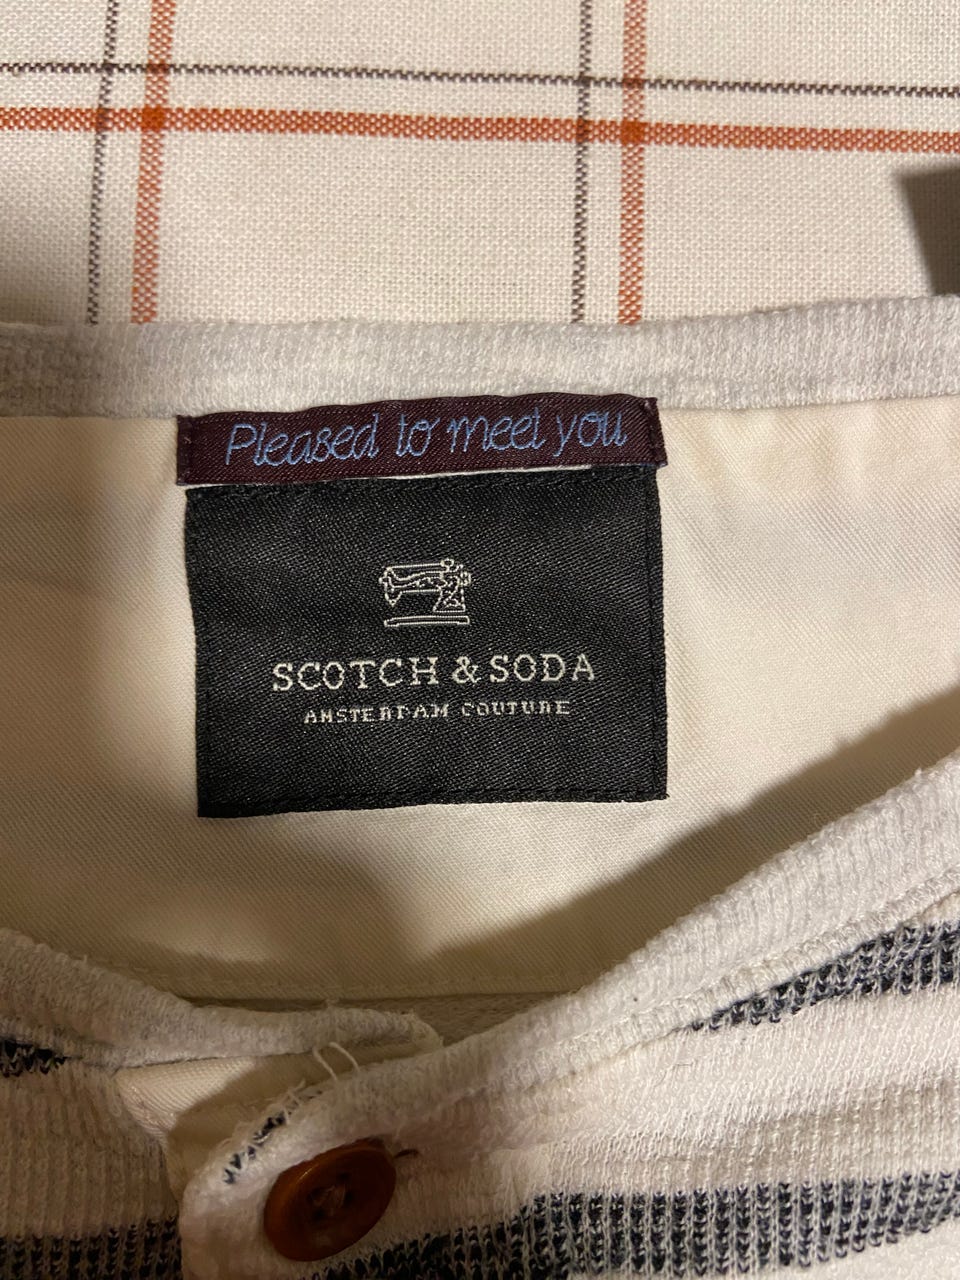 Pleased to meet you
SCOTCH & SODA
AMSTERDAM COUTURE